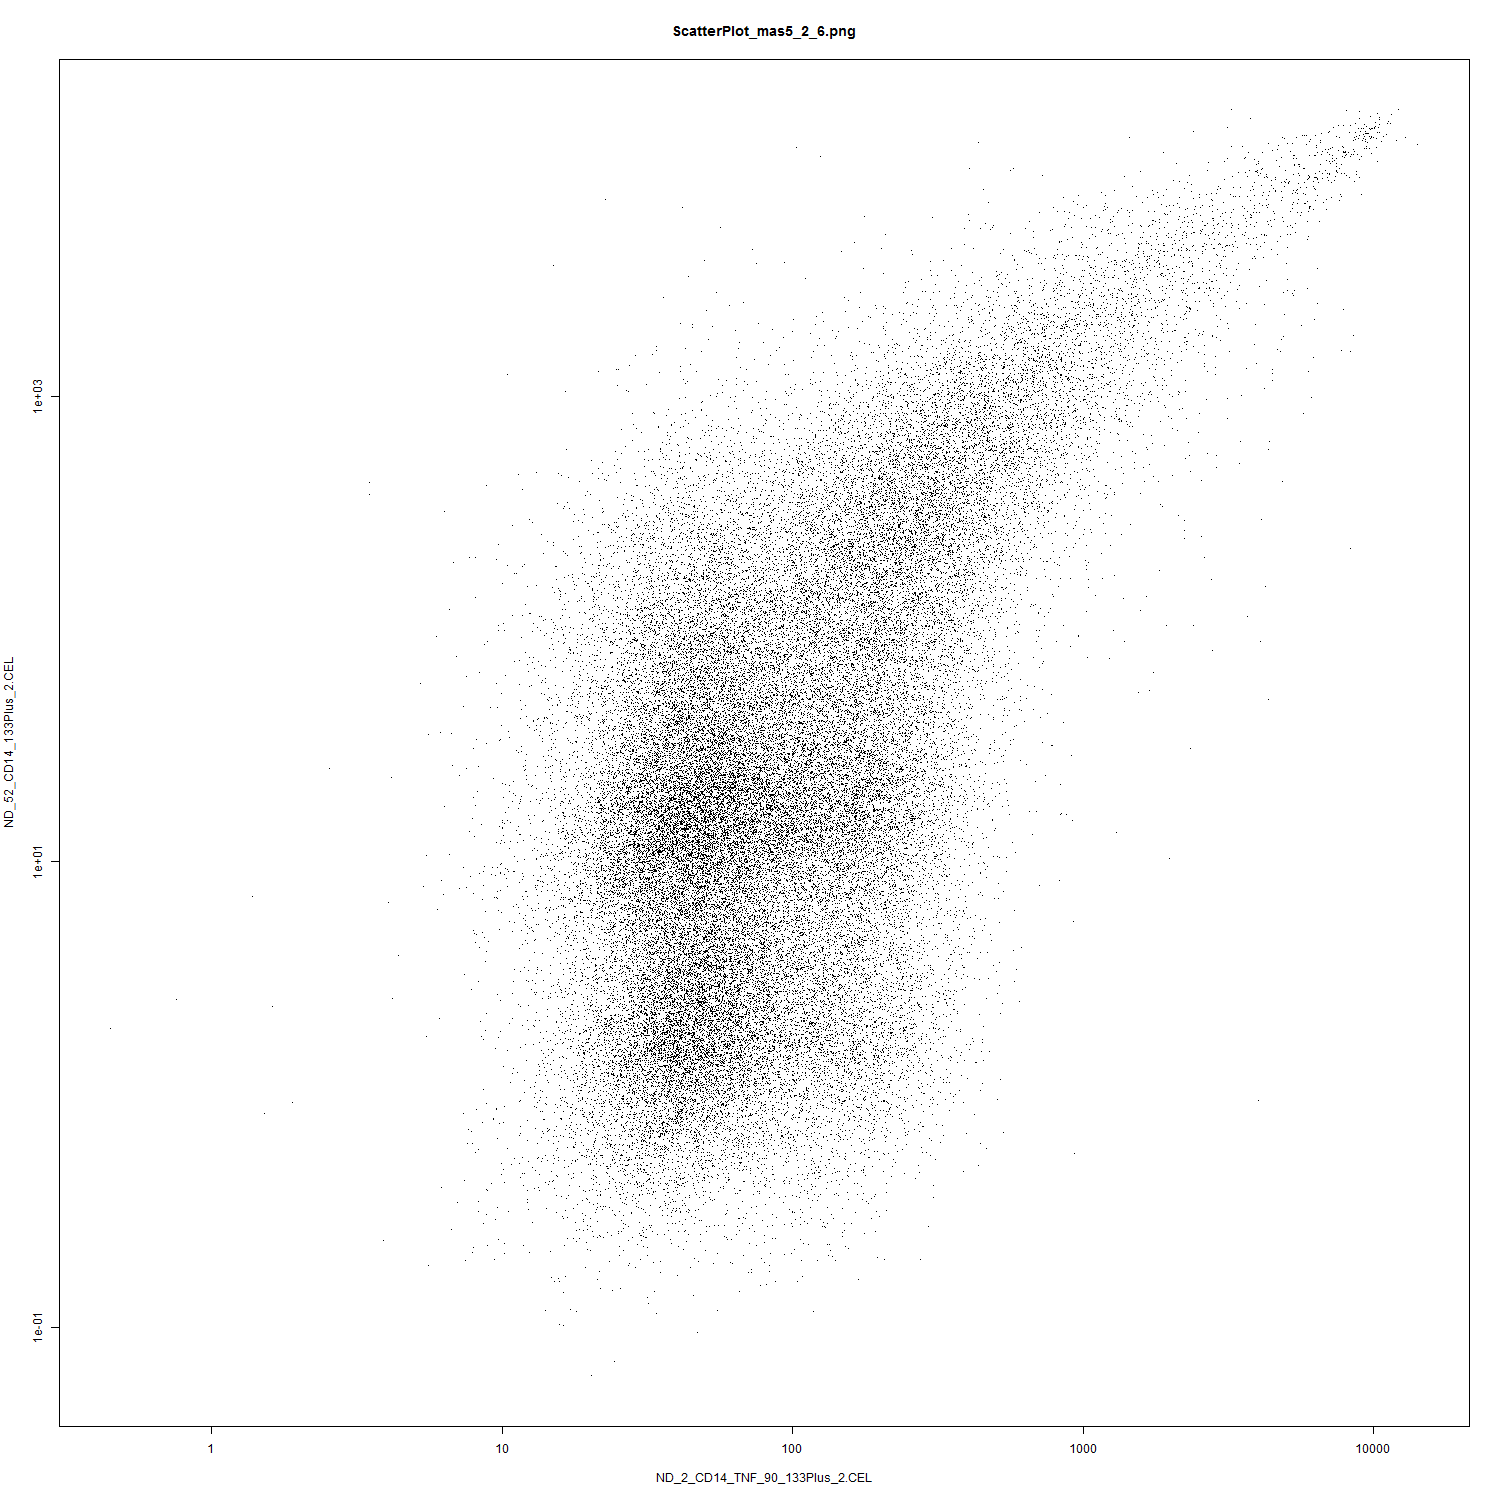 ScatterPlot_mas5_2_6.png
ND_52_CD14_133Plus_2.CEL
1e+03
1e+01
1e-01
1 10 100 1000 10000
ND_2_CD14_TNF_90_133Plus_2.CEL